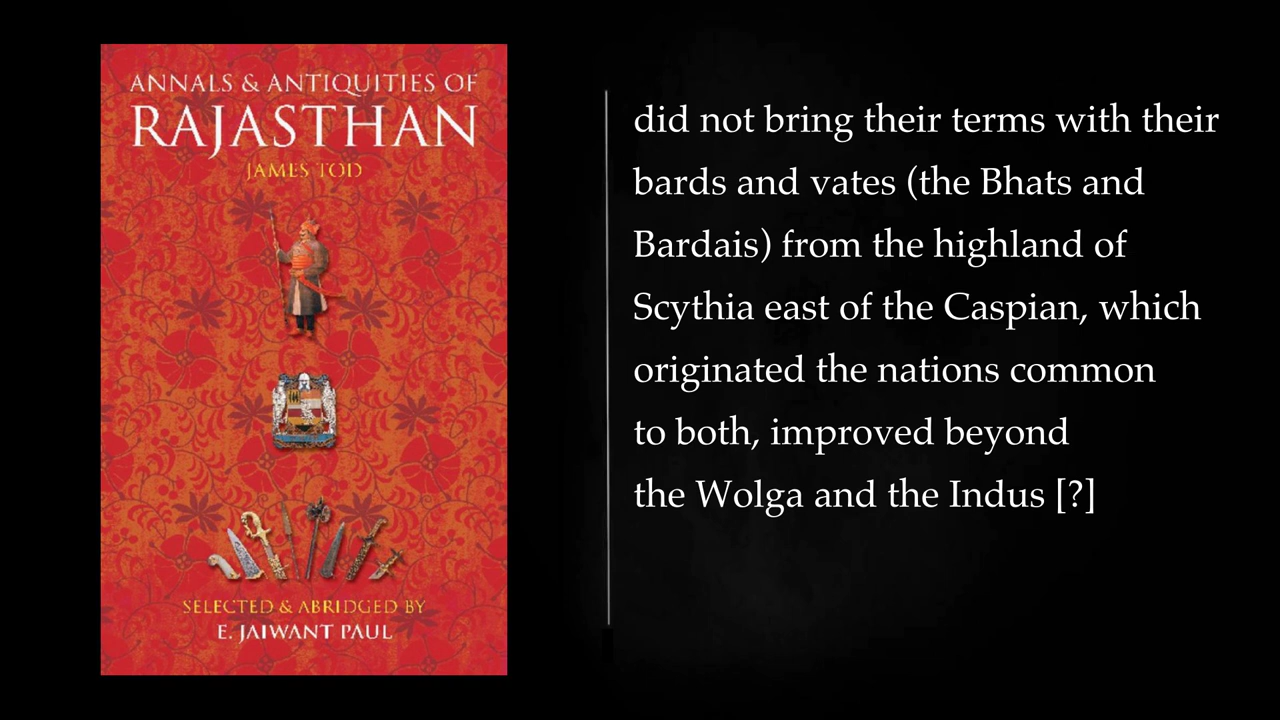 ANNALS & ANTIQUITIES OF
RAJASTHAN
JAMES TOD
SELECTED & ABRIDGED BY
E. JAIWANT PAUL
did not bring their terms with their
bards and vates (the Bhats and
Bardais) from the highland of
Scythia east of the Caspian, which
originated the nations common
to both, improved beyond
the Wolga and the Indus [?]